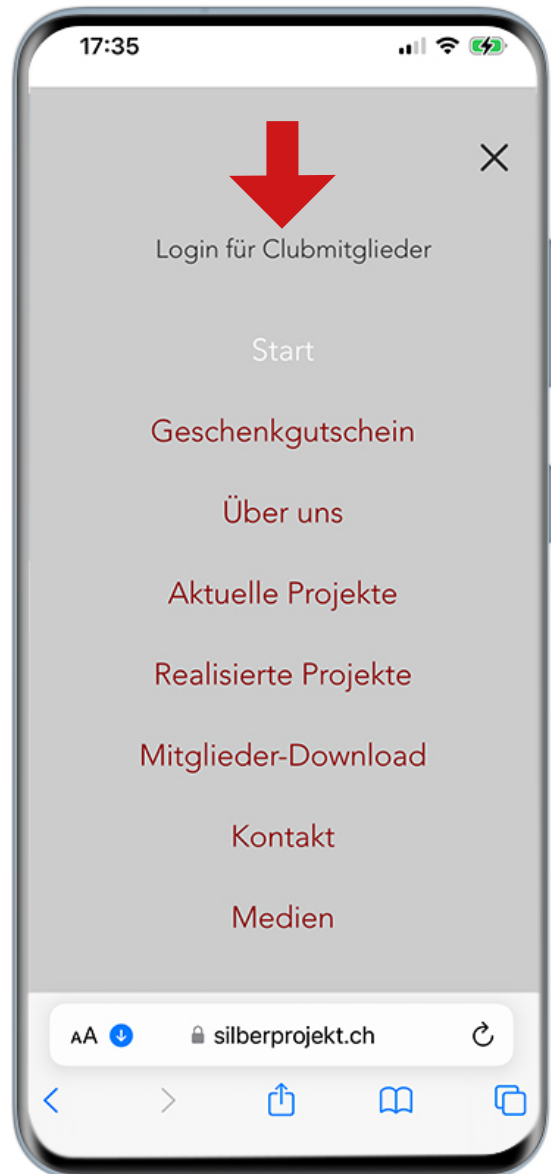 17:35
Login für Clubmitglieder
Start
Geschenkgutschein
Über uns
Aktuelle Projekte
Realisierte Projekte
Mitglieder-Download
Kontakt
Medien
AA silberprojekt.ch